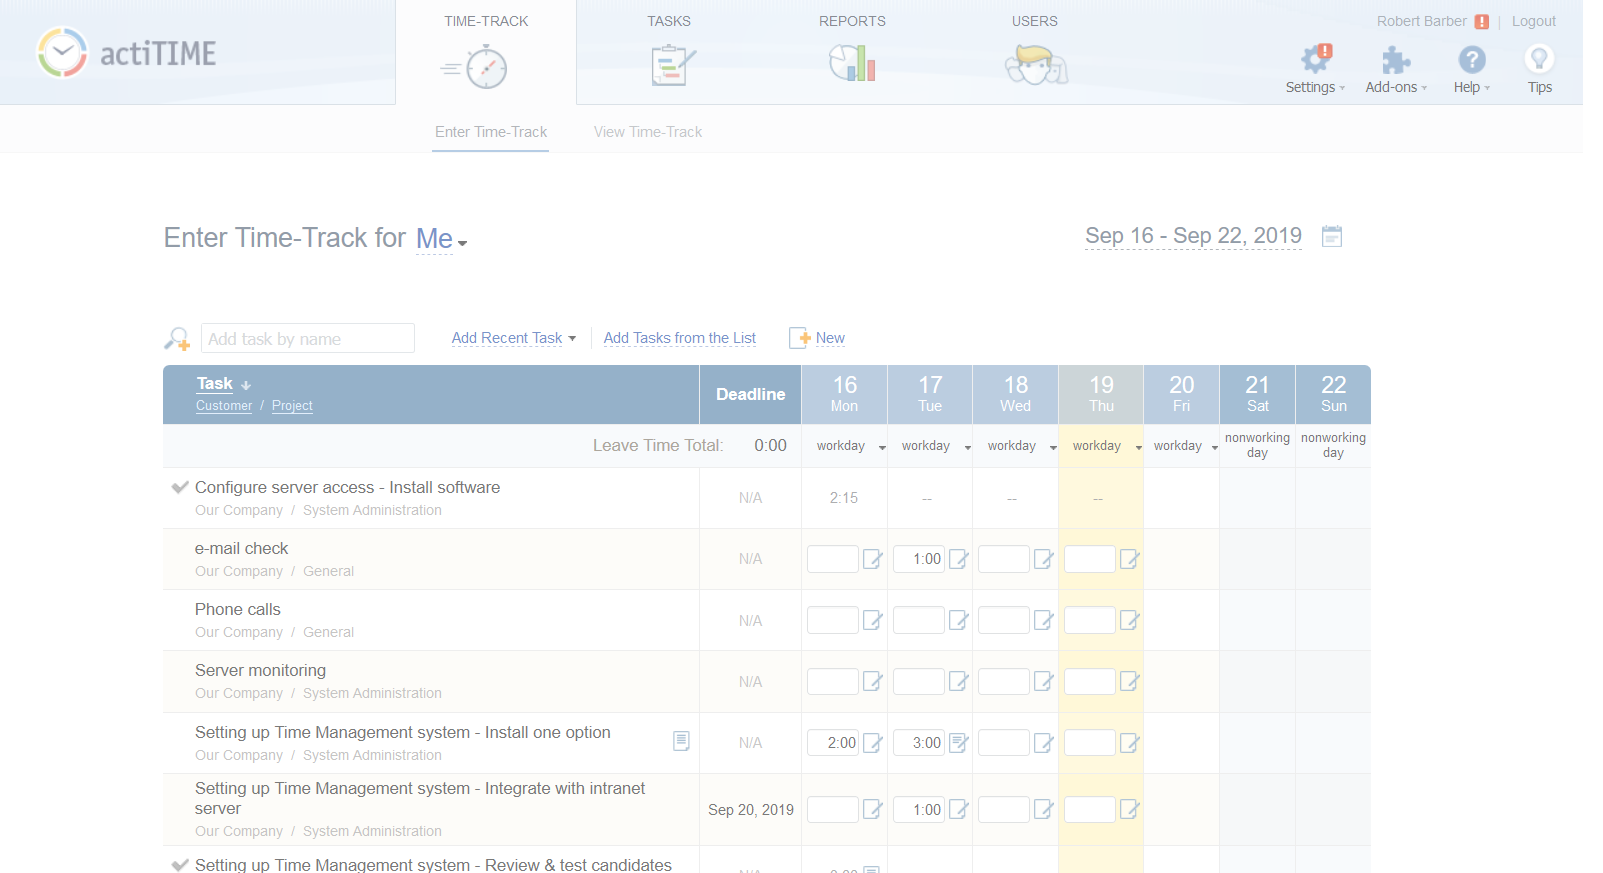 actiTIME
TIME-TRACK
TASKS
REPORTS
USERS
Robert Barber ! | Logout
Settings
Add-ons
Help
Tips
Enter Time-Track
View Time-Track
Enter Time-Track for Me
Sep 16 - Sep 22, 2019
Add task by name
Add Recent Task
Add Tasks from the List
New
Task
Customer / Project
Deadline
16 17 18 19 20 21 22
Mon Tue Wed Thu Fri Sat Sun
Leave Time Total: 0:00 workday workday workday workday workday
nonworking nonworking
day day
Configure server access - Install software
Our Company / System Administration
N/A 2:15 -- -- --
e-mail check
Our Company / General
N/A 1:00
Phone calls
Our Company / General
N/A
Server monitoring
Our Company / System Administration
N/A
Setting up Time Management system - Install one option
Our Company / System Administration
N/A 2:00 3:00
Setting up Time Management system - Integrate with intranet
server
Our Company / System Administration
Sep 20, 2019 1:00
Setting up Time Management system - Review & test candidates